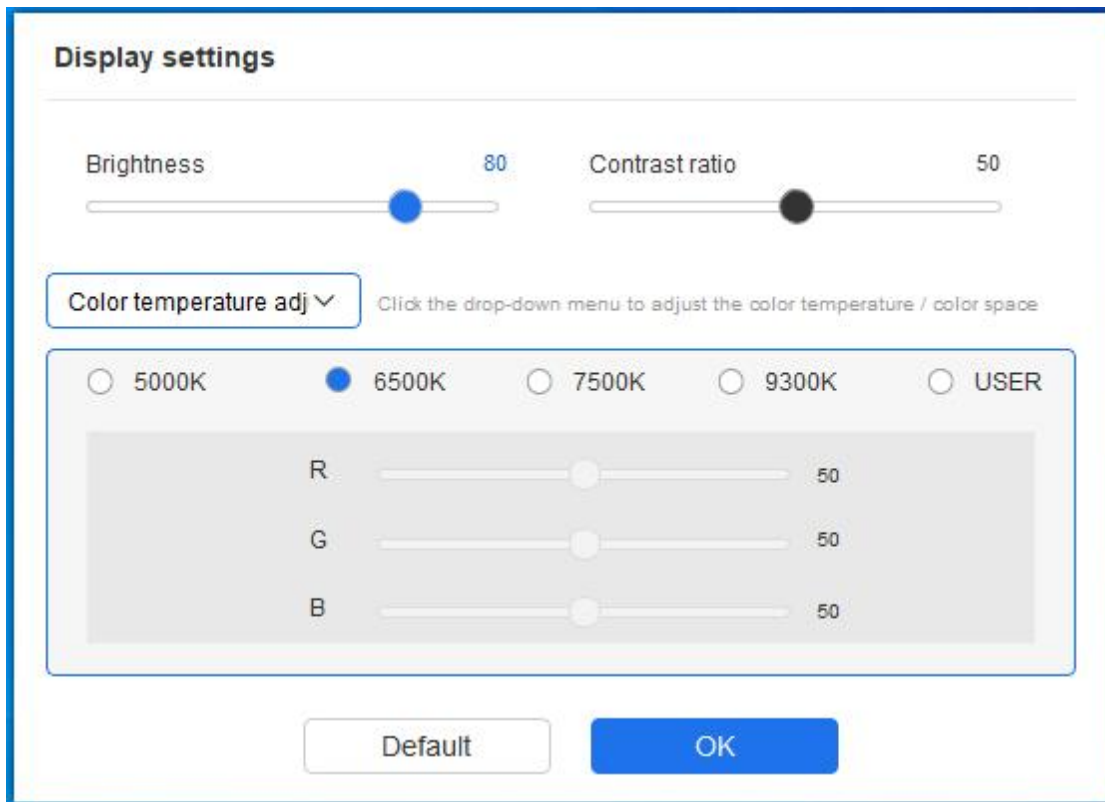 Display settings
Brightness 80 Contrast ratio 50
Color temperature adj Click the drop-down menu to adjust the color temperature / color space
5000K 6500K 7500K 9300K USER
R 50
G 50
B 50
Default OK